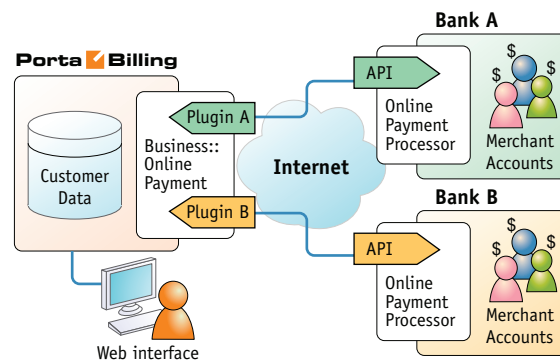 Bank A
PortaBilling
Plugin A
Business::
Online
Payment
Plugin B
Customer
Data
Internet
API
Online
Payment
Processor
$
$
$
Merchant
Accounts
Bank B
API
Online
Payment
Processor
$
$
$
Merchant
Accounts
Web interface